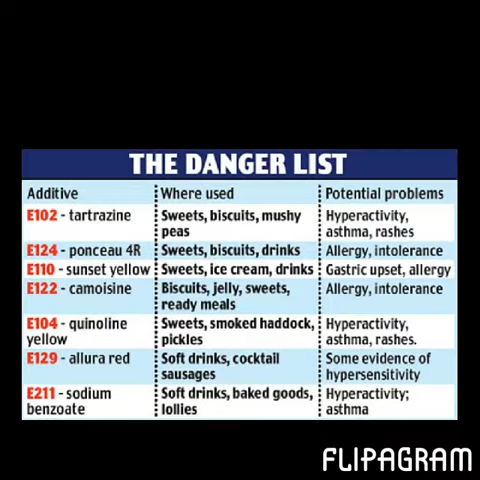 THE DANGER LIST
Additive Where used Potential problems
E102 - tartrazine Sweets, biscuits, mushy Hyperactivity,
peas asthma, rashes
E124 - ponceau 4R Sweets, biscuits, drinks Allergy, intolerance
E110 - sunset yellow Sweets, ice cream, drinks Gastric upset, allergy
E122 - camoisine Biscuits, jelly, sweets, Allergy, intolerance
ready meals
E104 - quinoline Sweets, smoked haddock, Hyperactivity,
yellow pickles asthma, rashes.
E129 - allura red Soft drinks, cocktail Some evidence of
sausages hypersensitivity
E211 - sodium Soft drinks, baked goods, Hyperactivity;
benzoate lollies asthma
FLIPAGRAM